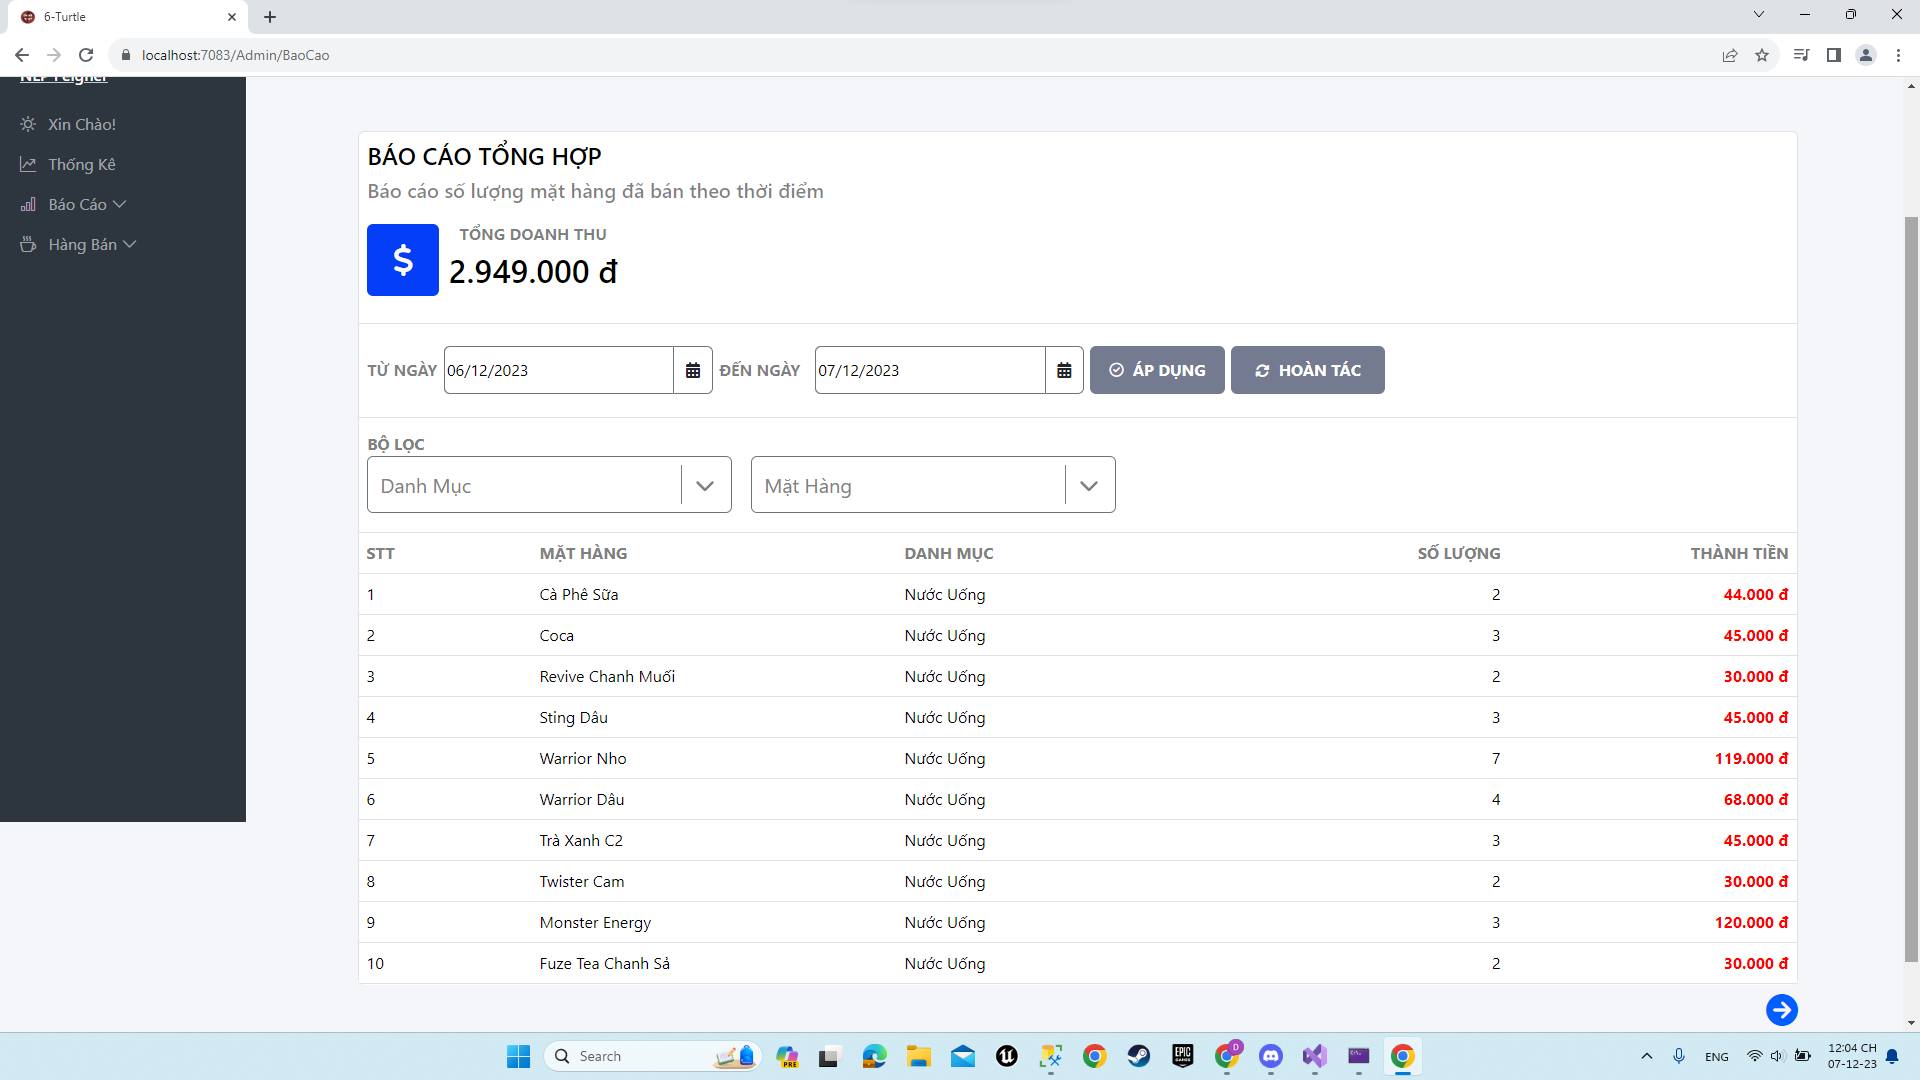 6-Turtle
localhost:7083/Admin/BaoCao
NLP Feigner
Xin Chào!
Thống Kê
Báo Cáo
Hàng Bán
BÁO CÁO TỔNG HỢP
Báo cáo số lượng mặt hàng đã bán theo thời điểm
$ TỔNG DOANH THU
2.949.000 đ
TỪ NGÀY 06/12/2023 ĐẾN NGÀY 07/12/2023 ÁP DỤNG HOÀN TÁC
BỘ LỌC
Danh Mục Mặt Hàng
STT MẶT HÀNG DANH MỤC SỐ LƯỢNG THÀNH TIỀN
1 Cà Phê Sữa Nước Uống 2 44.000 đ
2 Coca Nước Uống 3 45.000 đ
3 Revive Chanh Muối Nước Uống 2 30.000 đ
4 Sting Dâu Nước Uống 3 45.000 đ
5 Warrior Nho Nước Uống 7 119.000 đ
6 Warrior Dâu Nước Uống 4 68.000 đ
7 Trà Xanh C2 Nước Uống 3 45.000 đ
8 Twister Cam Nước Uống 2 30.000 đ
9 Monster Energy Nước Uống 3 120.000 đ
10 Fuze Tea Chanh Sả Nước Uống 2 30.000 đ
Search
PRE
EPIC GAMES
D
ENG
12:04 CH
07-12-23